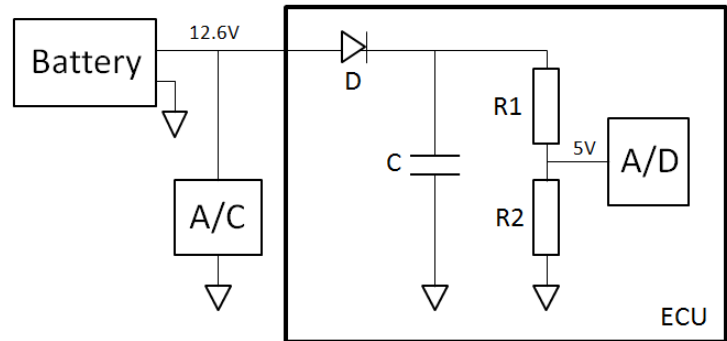 12.6V
Battery
D
R1
5V
A/D
C
A/C
R2
ECU